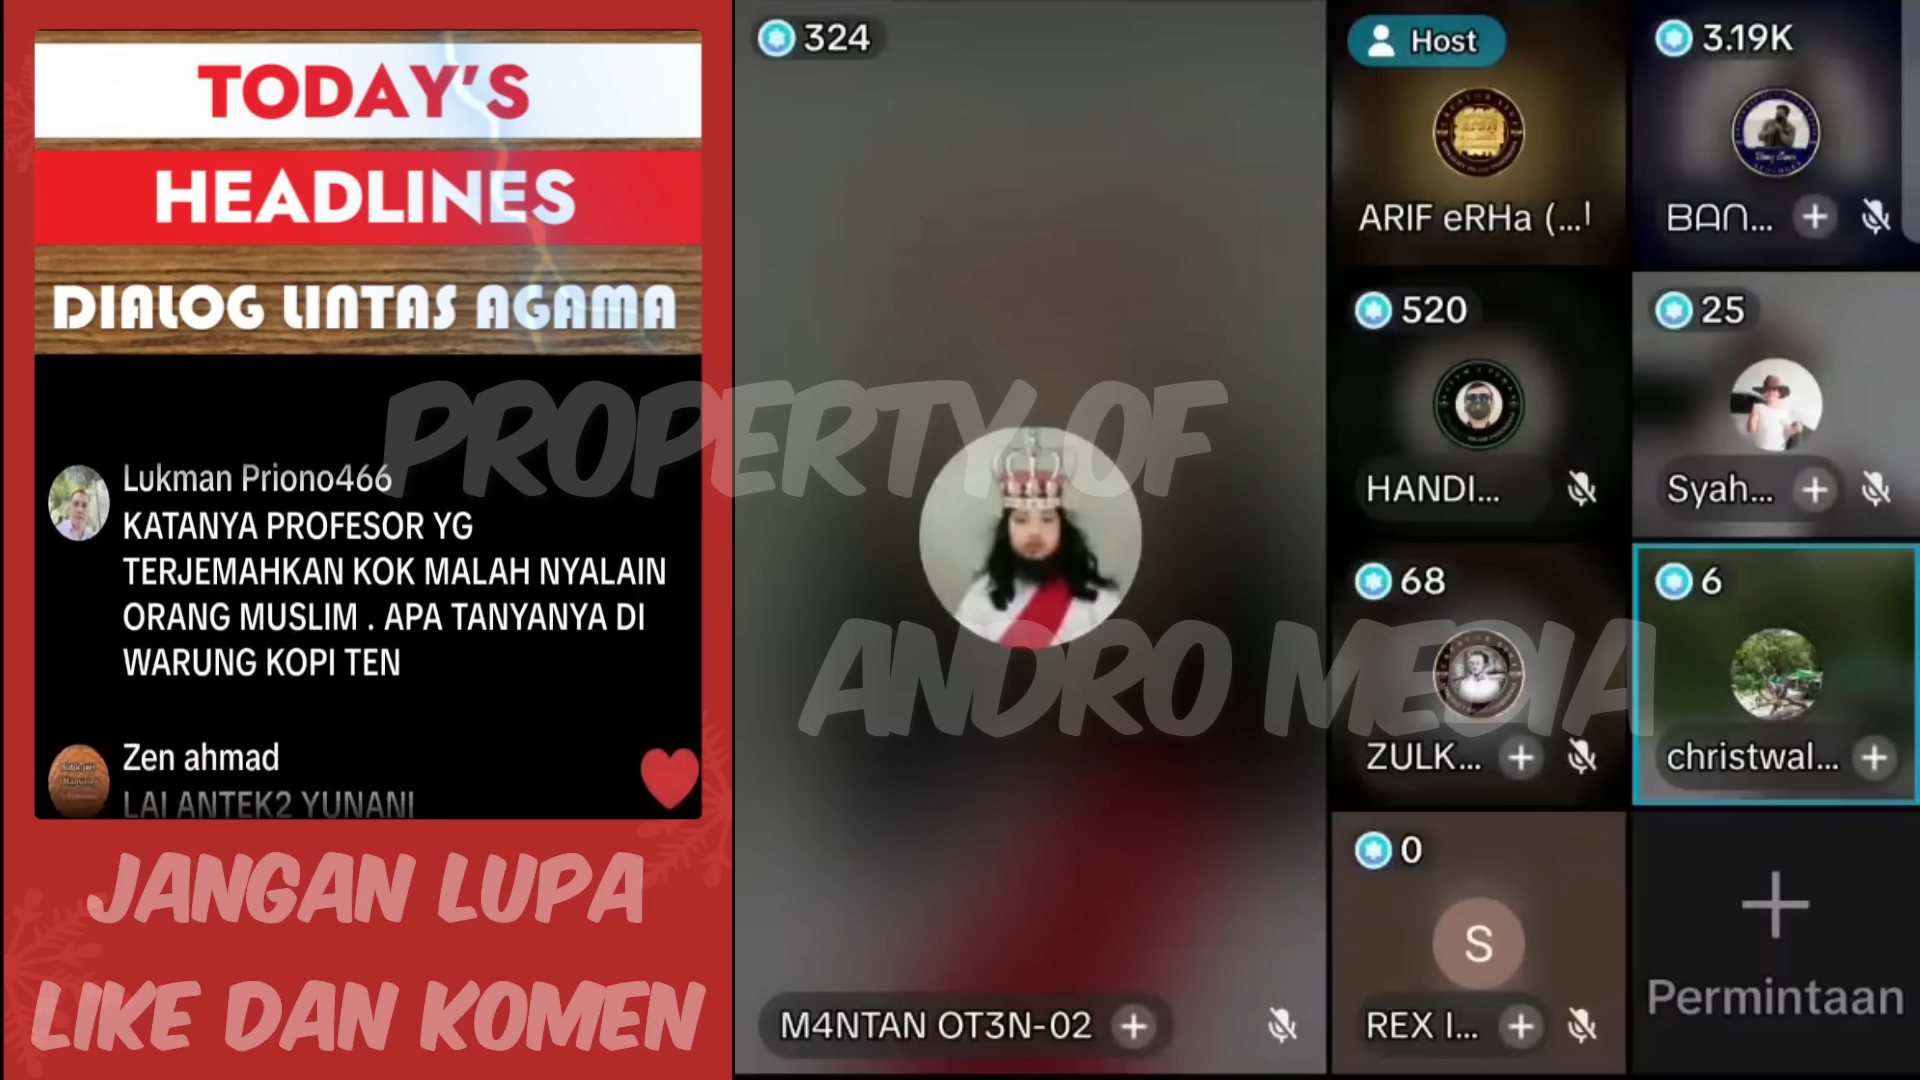 TODAY'S
HEADLINES
DIALOG LINTAS AGAMA
Lukman Priono466
KATANYA PROFESOR YG
TERJEMAHKAN KOK MALAH NYALAIN
ORANG MUSLIM . APA TANYANYA DI
WARUNG KOPI TEN
Zen ahmad
LAI ANTEK2 YUNANI
JANGAN LUPA
LIKE DAN KOMEN
PROPERTY OF
ANDRO MEDIA
324
M4NTAN OT3N-02
Host
ARIF eRHa (...
3.19K
BAN...
520
HANDI...
25
Syah...
68
ZULK...
6
christwal...
0
S
REX I...
Permintaan